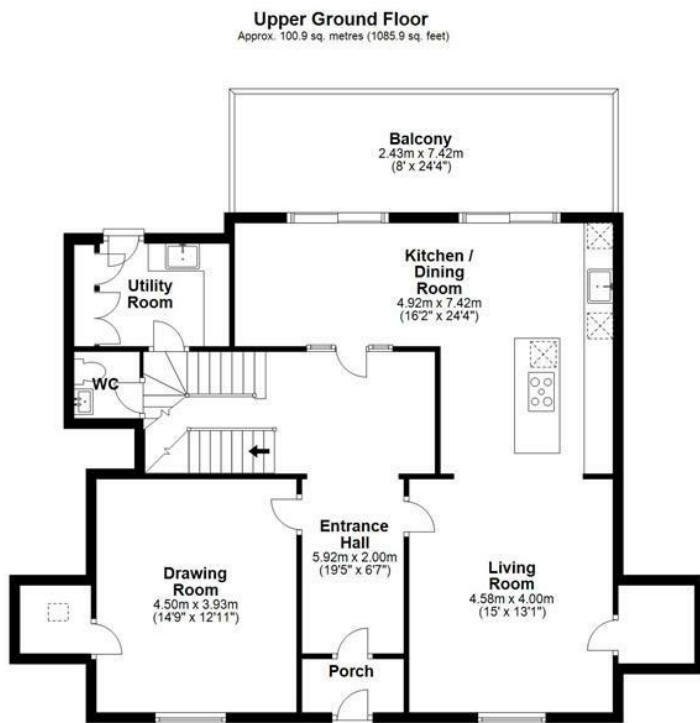 Upper Ground Floor
Approx. 100.9 sq. metres (1085.9 sq. feet)
Balcony
2.43m x 7.42m
(8' x 24'4")
Kitchen /
Dining
Room
4.92m x 7.42m
(16'2" x 24'4")
Utility
Room
WC
Entrance
Hall
5.92m x 2.00m
(19'5" x 6'7")
Drawing
Room
4.50m x 3.93m
(14'9" x 12'11")
Living
Room
4.58m x 4.00m
(15' x 13'1")
Porch